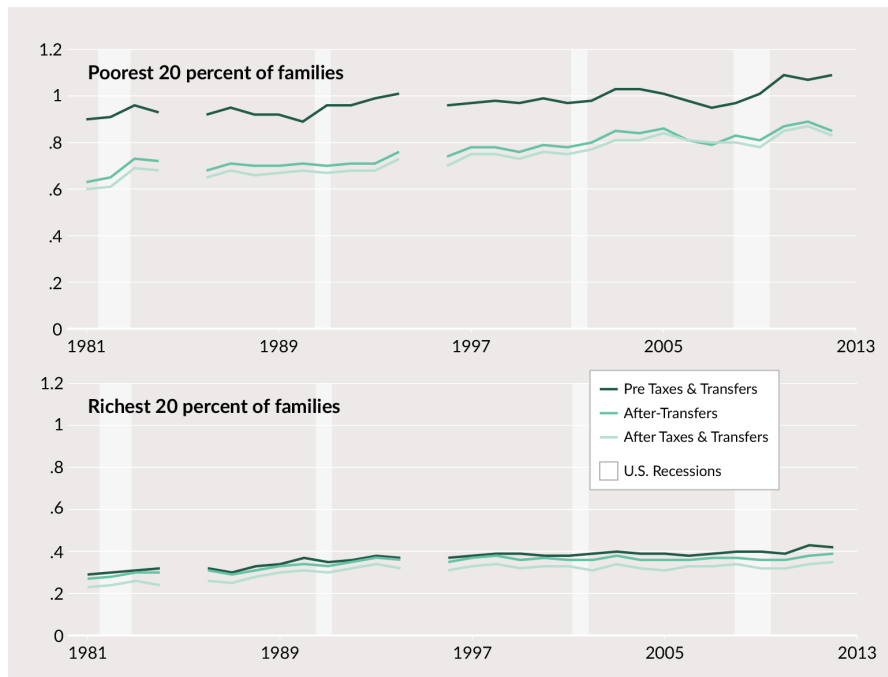 1.2
Poorest 20 percent of families
1
.8
.6
.4
.2
0
1981 1989 1997 2005 2013
1.2
Richest 20 percent of families
1
.8
.6
.4
.2
0
1981 1989 1997 2005 2013
Pre Taxes & Transfers
After-Transfers
After Taxes & Transfers
U.S. Recessions